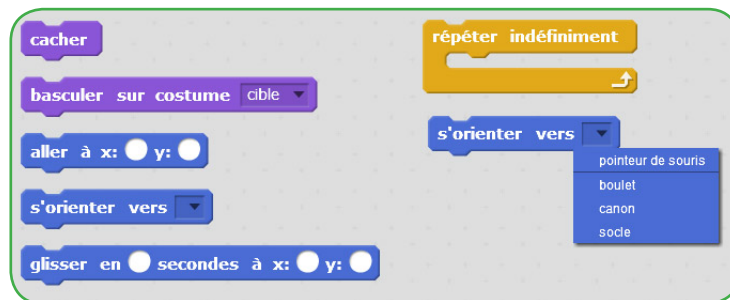 cacher
basculer sur costume cible
aller à x: y:
s'orienter vers
glisser en secondes à x: y:
répéter indéfiniment
s'orienter vers
pointeur de souris
boulet
canon
socle